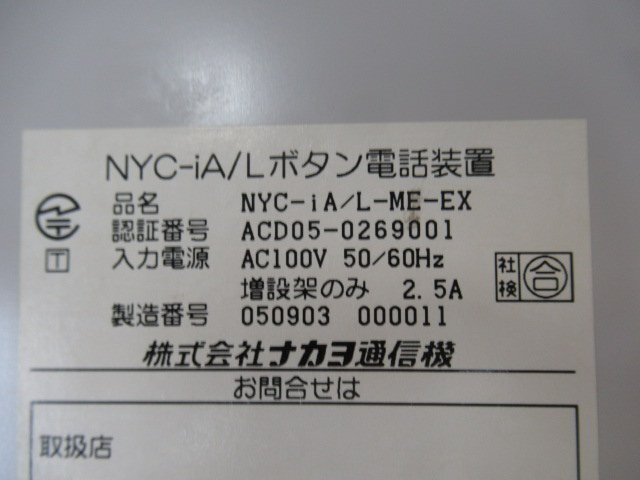 NYC-iA/Lボタン電話装置
品名 NYC-iA/L-ME-EX
認証番号 ACD05-0269001
T 入力電源 AC100V 50/60Hz
増設架のみ 2.5A
社検 合
製造番号 050903 000011
株式会社ナカヨ通信機
お問合せは
取扱店